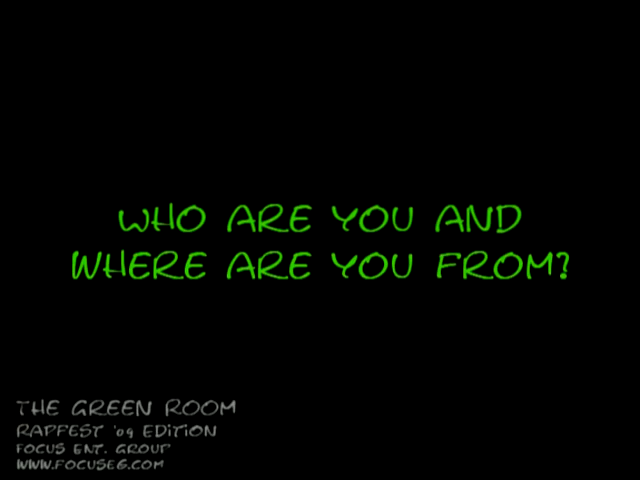 WHO ARE YOU AND
WHERE ARE YOU FROM?
THE GREEN ROOM
RAPFEST '09 EDITION
FOCUS ENT. GROUP
WWW.FOCUSEG.COM